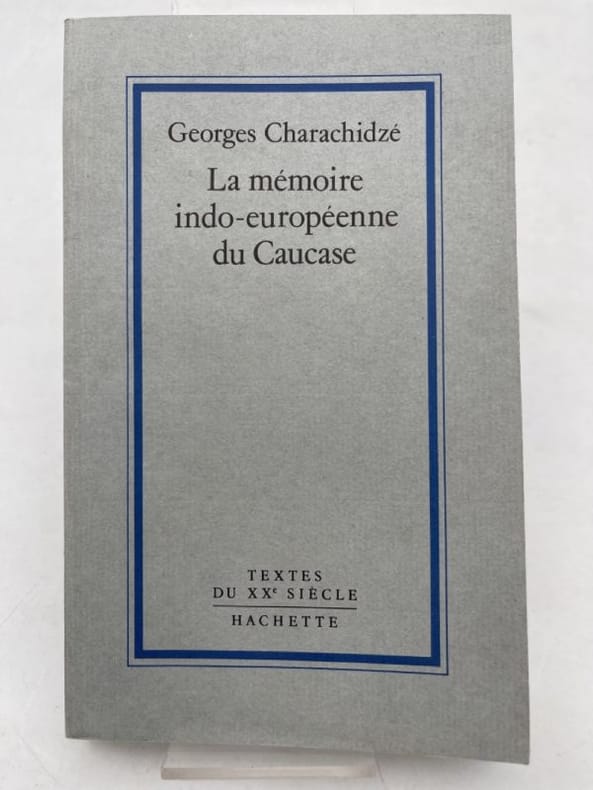 Georges Charachidzé
La mémoire
indo-européenne
du Caucase
TEXTES
DU XXe SIÈCLE
HACHETTE